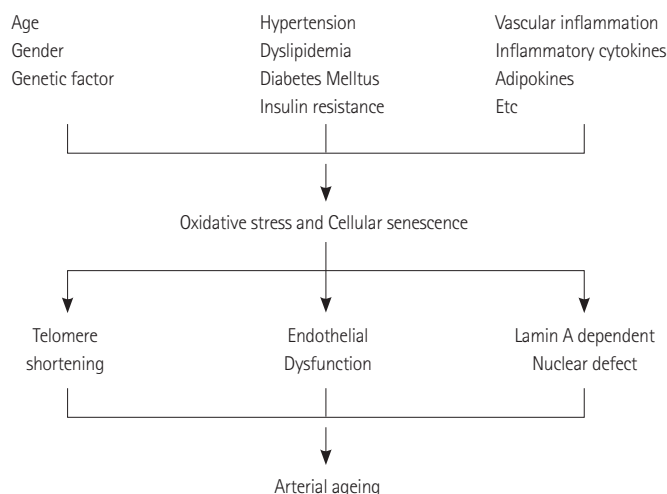 Age
Gender
Genetic factor
Hypertension
Dyslipidemia
Diabetes Melltus
Insulin resistance
Vascular inflammation
Inflammatory cytokines
Adipokines
Etc
Oxidative stress and Cellular senescence
Telomere
shortening
Endothelial
Dysfunction
Lamin A dependent
Nuclear defect
Arterial ageing